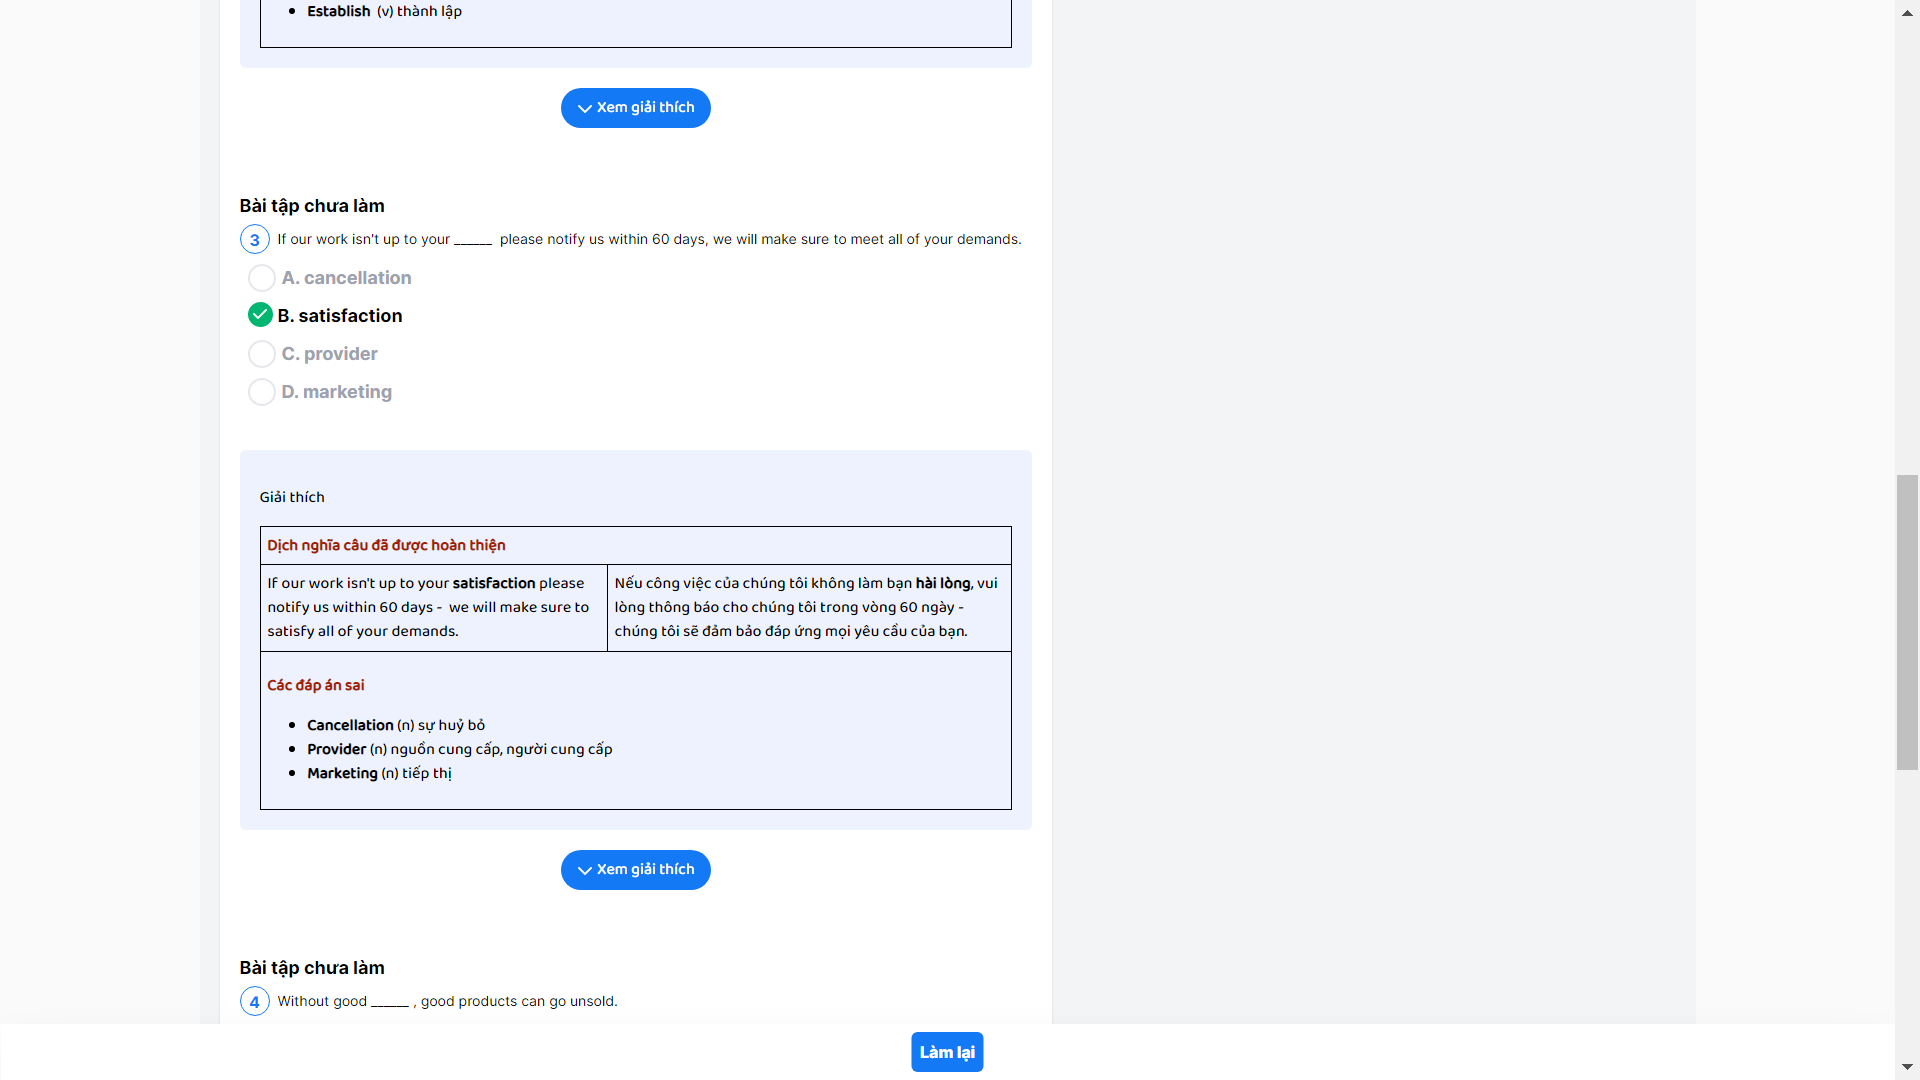 Establish (v) thành lập
Xem giải thích
Bài tập chưa làm
3 If our work isn't up to your ______ please notify us within 60 days, we will make sure to meet all of your demands.
A. cancellation
B. satisfaction
C. provider
D. marketing
Giải thích
Dịch nghĩa câu đã được hoàn thiện
If our work isn't up to your satisfaction please
notify us within 60 days - we will make sure to
satisfy all of your demands.
Nếu công việc của chúng tôi không làm bạn hài lòng, vui
lòng thông báo cho chúng tôi trong vòng 60 ngày -
chúng tôi sẽ đảm bảo đáp ứng mọi yêu cầu của bạn.
Các đáp án sai
Cancellation (n) sự huỷ bỏ
Provider (n) nguồn cung cấp, người cung cấp
Marketing (n) tiếp thị
Xem giải thích
Bài tập chưa làm
4 Without good ______ , good products can go unsold.
Làm lại